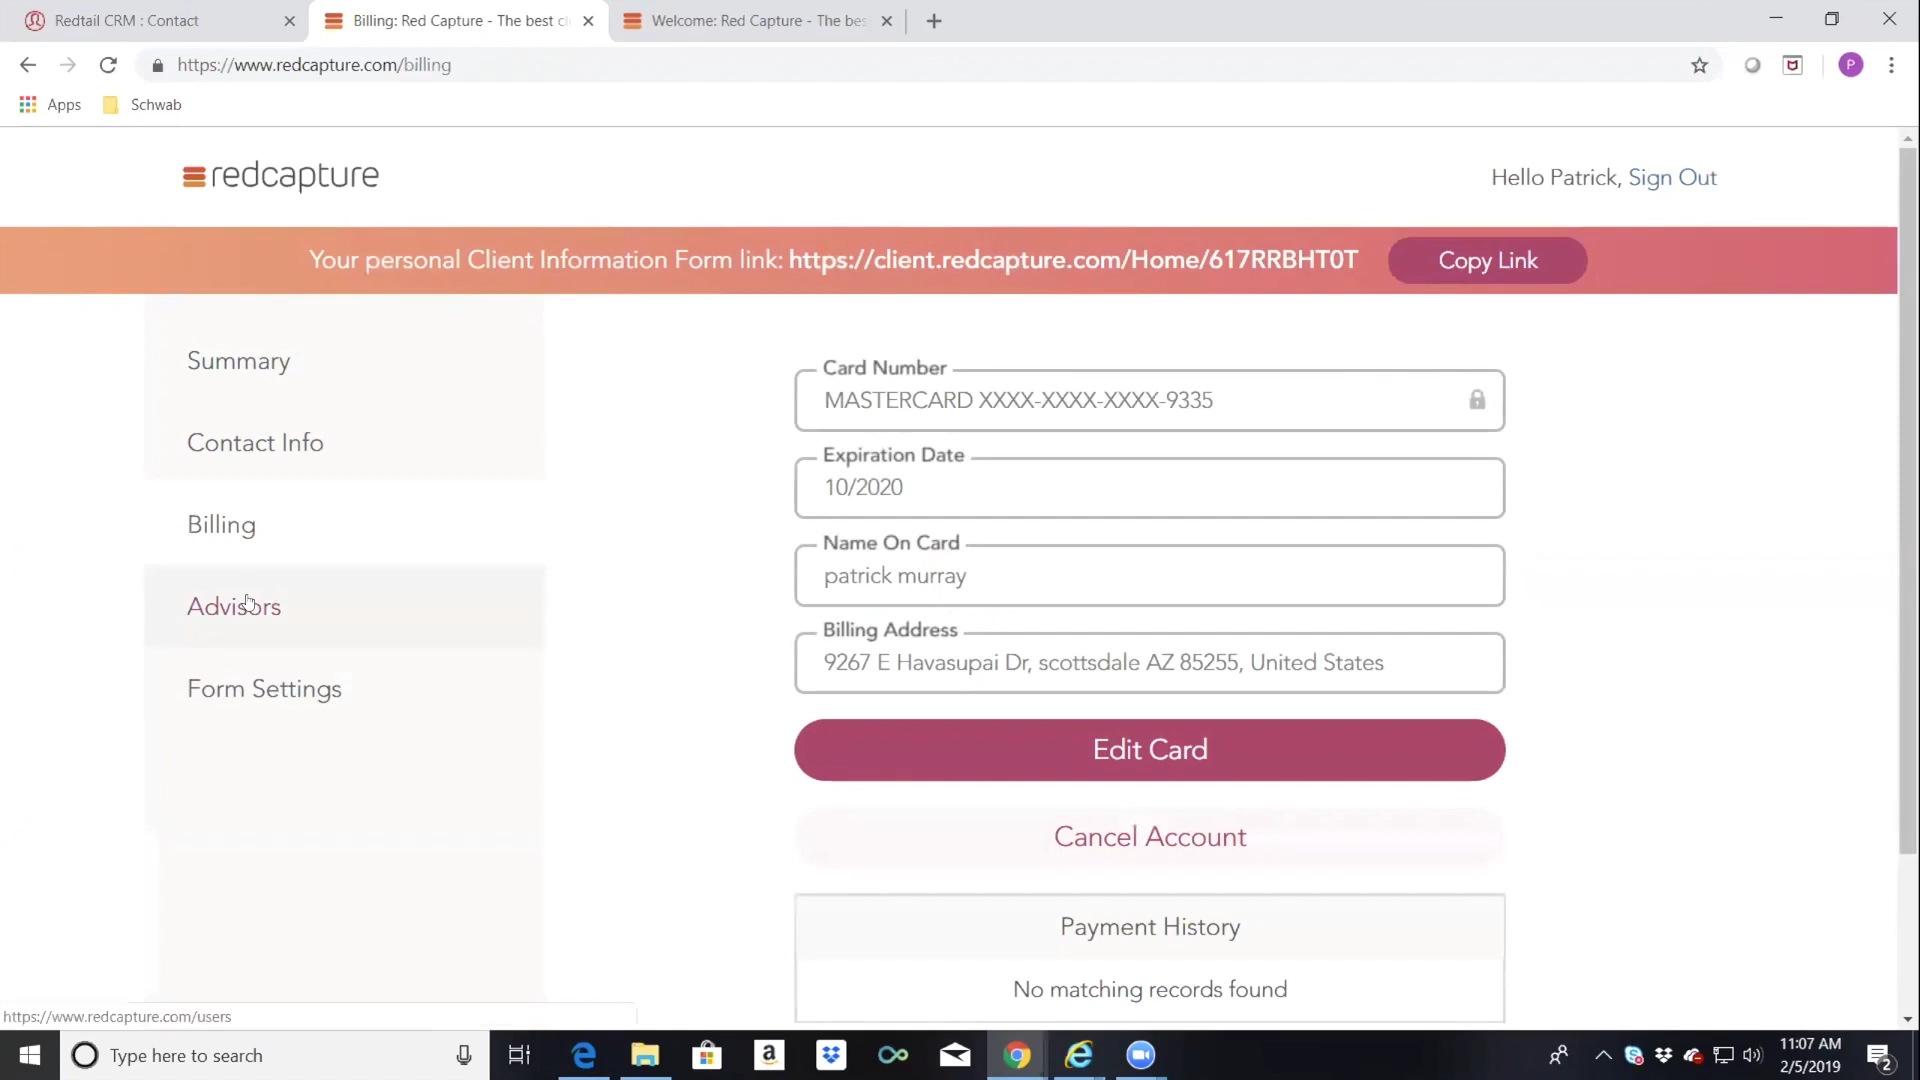 Redtail CRM : Contact
Billing: Red Capture - The best cl
Welcome: Red Capture - The bes
https://www.redcapture.com/billing
P
Apps
Schwab
redcapture
Hello Patrick, Sign Out
Your personal Client Information Form link: https://client.redcapture.com/Home/617RRBHT0T
Copy Link
Summary
Contact Info
Billing
Advisors
Form Settings
Card Number
MASTERCARD XXXX-XXXX-XXXX-9335
Expiration Date
10/2020
Name On Card
patrick murray
Billing Address
9267 E Havasupai Dr, scottsdale AZ 85255, United States
Edit Card
Cancel Account
Payment History
No matching records found
https://www.redcapture.com/users
Type here to search
11:07 AM
2/5/2019
2